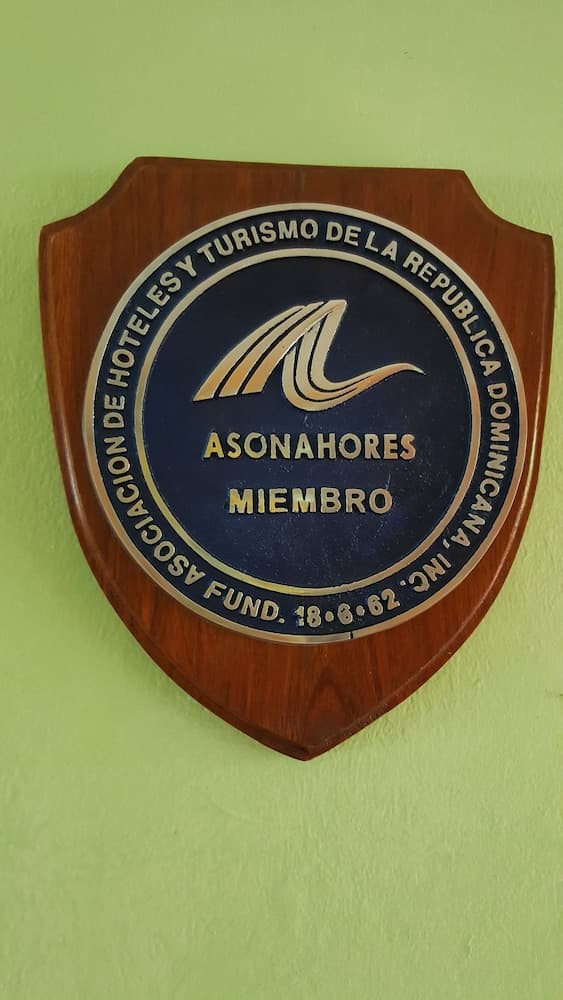 ASOCIACION DE HOTELES Y TURISMO DE LA REPUBLICA DOMINICANA, INC.
ASONAHORES
MIEMBRO
FUND. 18•6•62